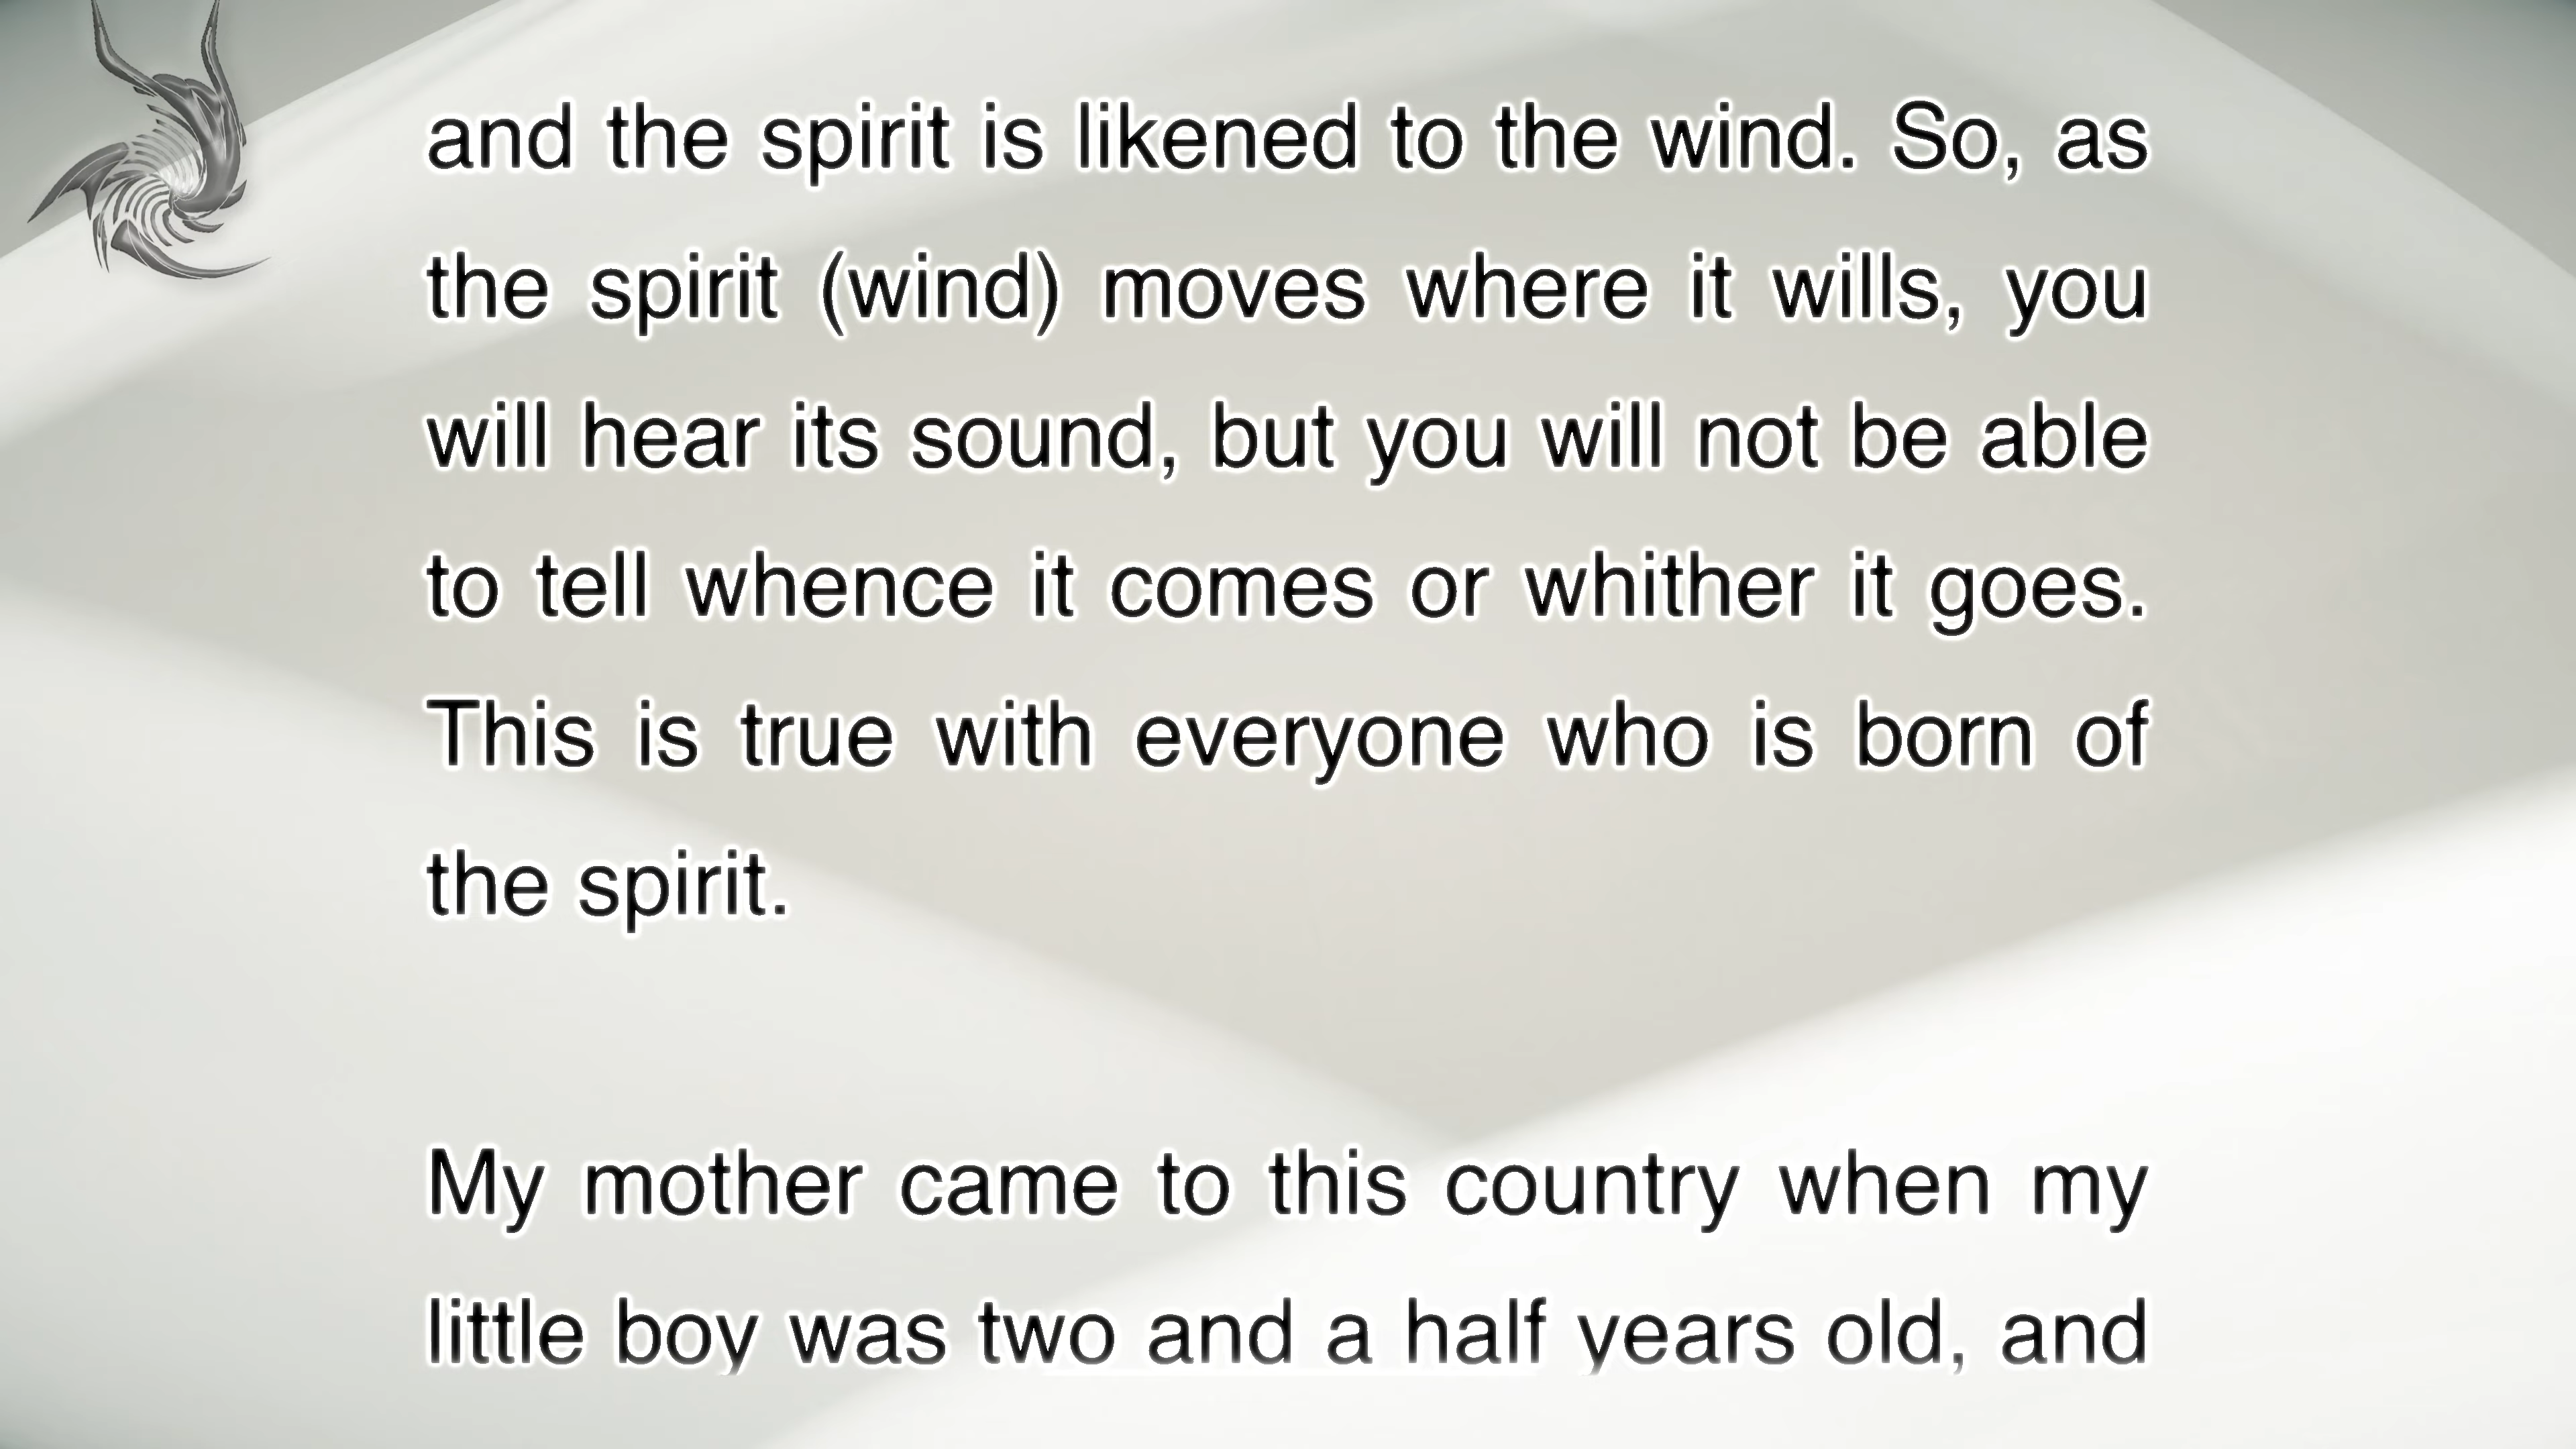 and the spirit is likened to the wind. So, as
the spirit (wind) moves where it wills, you
will hear its sound, but you will not be able
to tell whence it comes or whither it goes.
This is true with everyone who is born of
the spirit.
My mother came to this country when my
little boy was two and a half years old, and